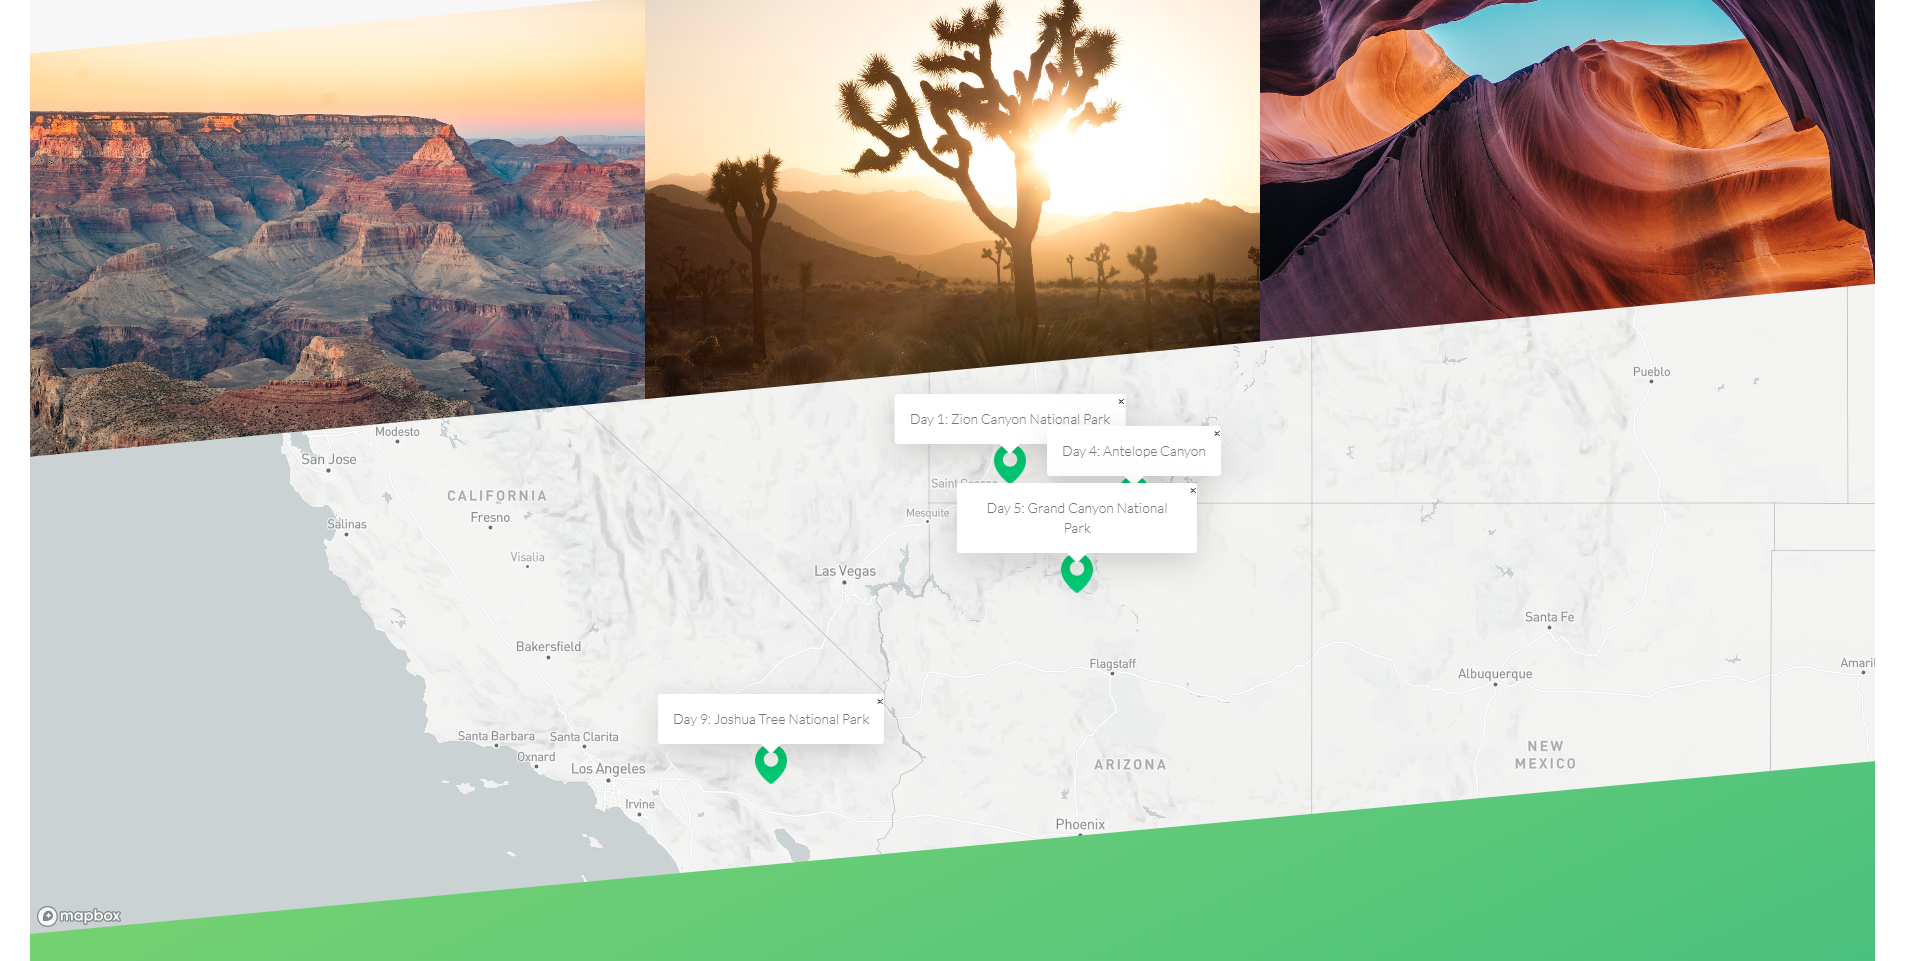 Pueblo
Day 1: Zion Canyon National Park
Modesto
Day 4: Antelope Canyon
San Jose
Saint George
CALIFORNIA
Day 5: Grand Canyon National
Park
Mesquite
Fresno
Salinas
Visalia
Las Vegas
Santa Fe
Bakersfield
Flagstaff
Amaril
Albuquerque
Day 9: Joshua Tree National Park
Santa Barbara
Santa Clarita
NEW
MEXICO
Oxnard
Los Angeles
ARIZONA
Irvine
Phoenix
mapbox